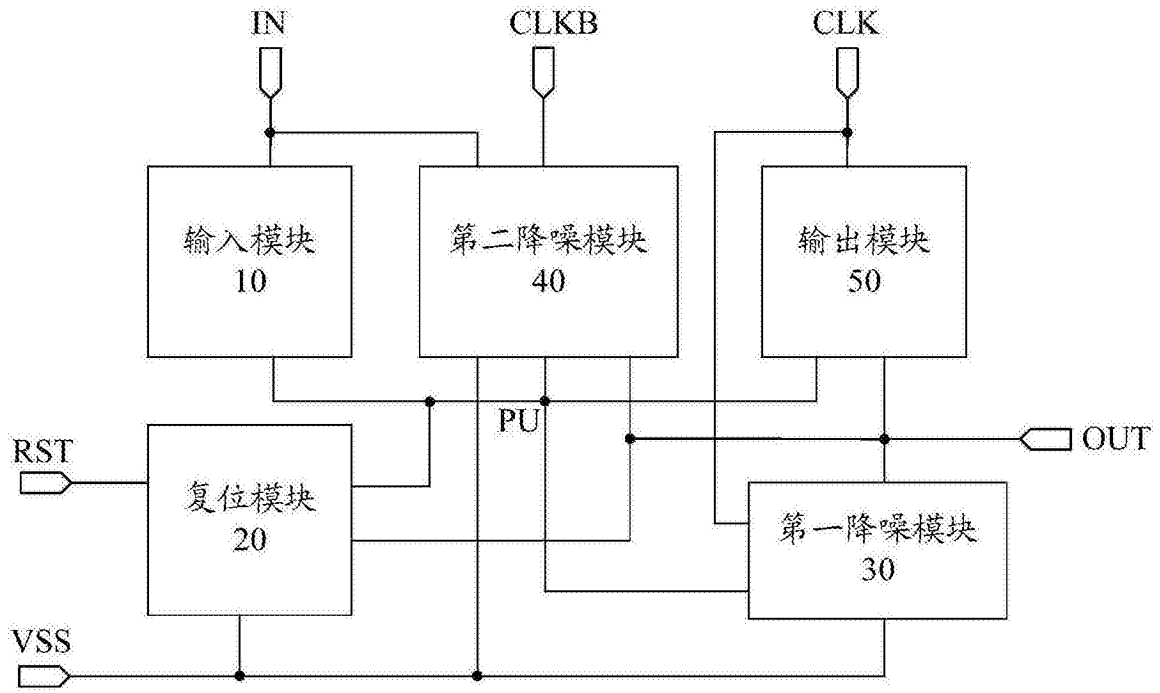 IN
CLKB
CLK
输入模块
10
第二降噪模块
40
输出模块
50
PU
OUT
RST
复位模块
20
第一降噪模块
30
VSS